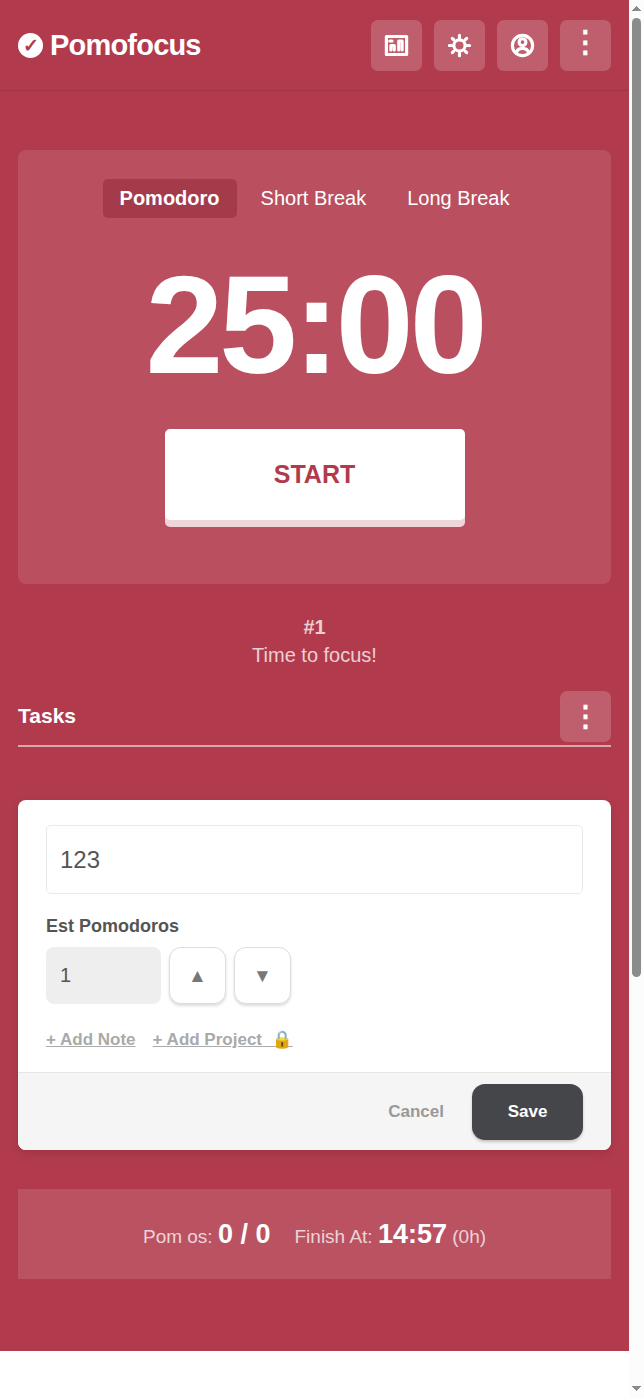 Pomofocus
Pomodoro Short Break Long Break
25:00
START
#1
Time to focus!
Tasks
123
Est Pomodoros
1 ▲ ▼
+ Add Note + Add Project 🔒
Cancel Save
Pom os: 0 / 0 Finish At: 14:57 (0h)